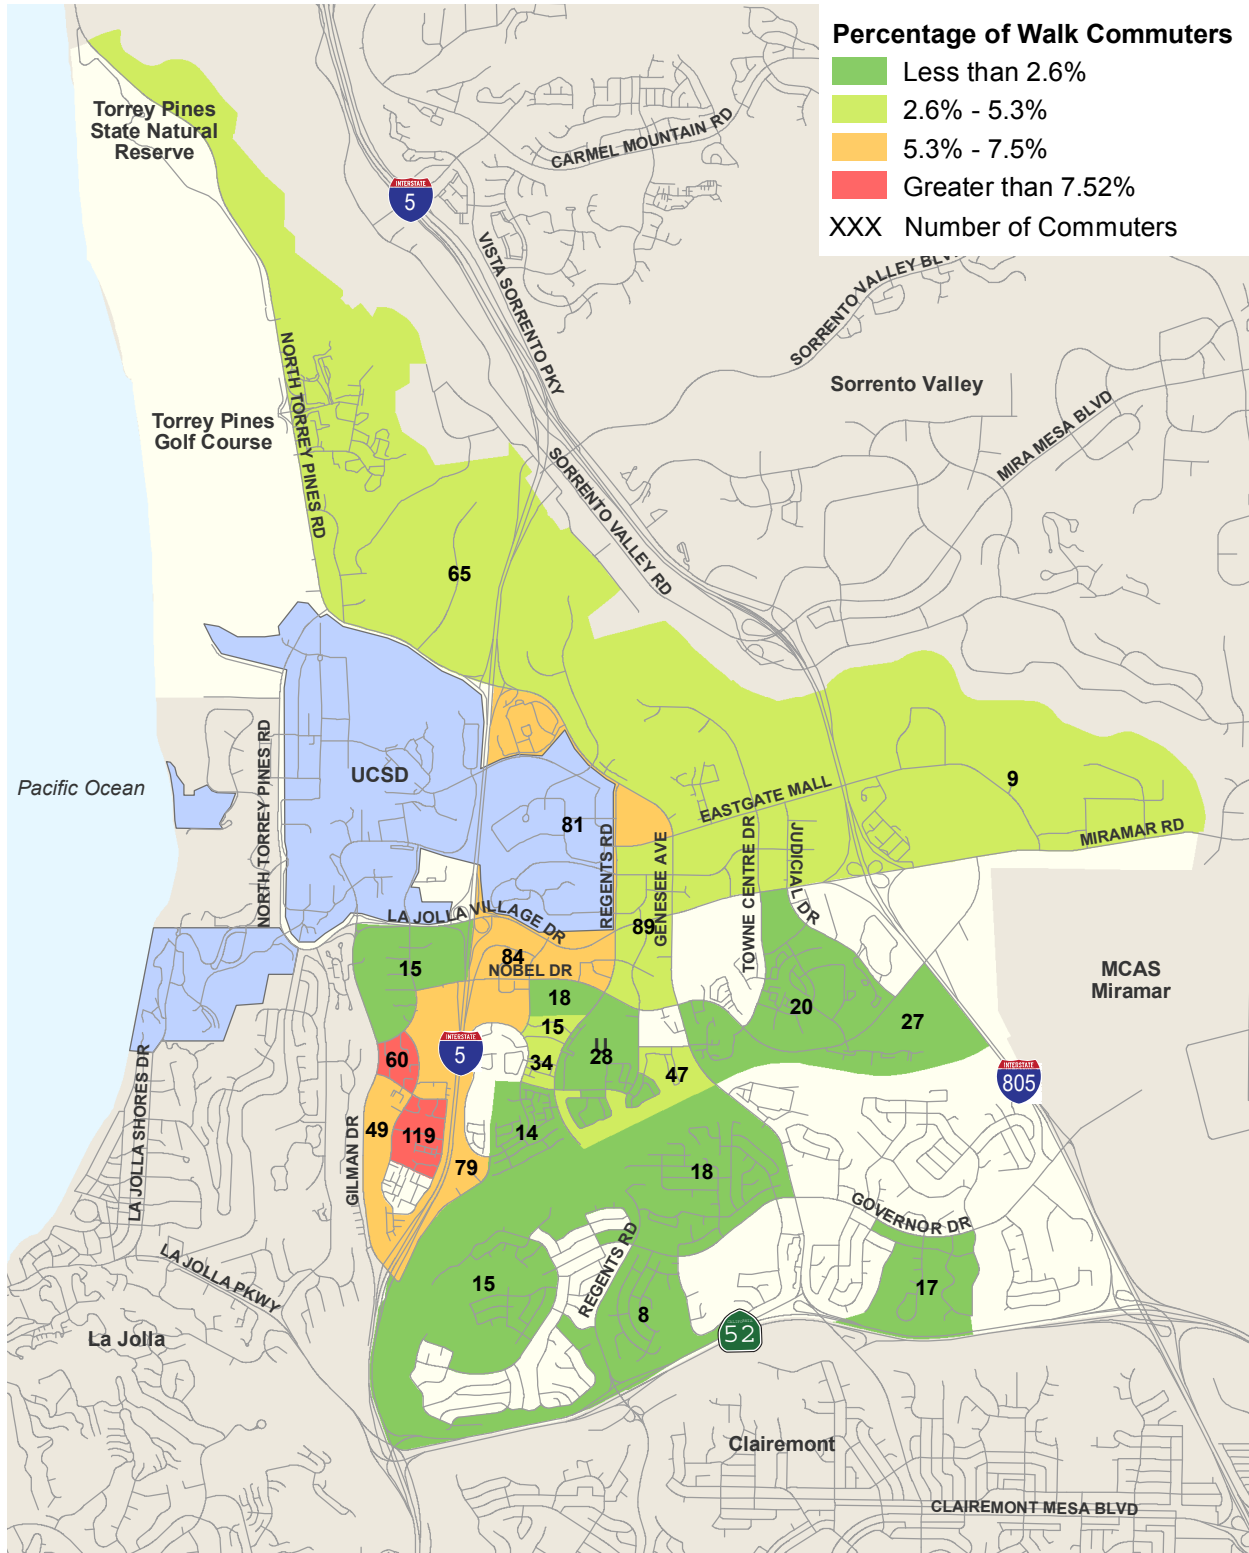 Percentage of Walk Commuters
Less than 2.6%
2.6% - 5.3%
5.3% - 7.5%
Greater than 7.52%
XXX Number of Commuters
Torrey Pines
State Natural
Reserve
CARMEL MOUNTAIN RD
INTERSTATE
5
VISTA SORRENTO PKY
SORRENTO VALLEY BLVD
Sorrento Valley
NORTH TORREY PINES RD
Torrey Pines
Golf Course
MIRA MESA BLVD
SORRENTO VALLEY RD
65
UCSD
NORTH TORREY PINES RD
Pacific Ocean
81
REGENTS RD
EASTGATE MALL
9
MIRAMAR RD
GENESEE AVE
TOWNE CENTRE DR
JUDICIAL DR
LA JOLLA VILLAGE DR
89
84
NOBEL DR
15
18
MCAS
Miramar
20
27
15
28
34
60
INTERSTATE
5
47
INTERSTATE
805
LA JOLLA SHORES DR
GILMAN DR
49
119
14
79
18
GOVERNOR DR
LA JOLLA PKWY
REGENTS RD
15
8
17
La Jolla
52
Clairemont
CLAIREMONT MESA BLVD